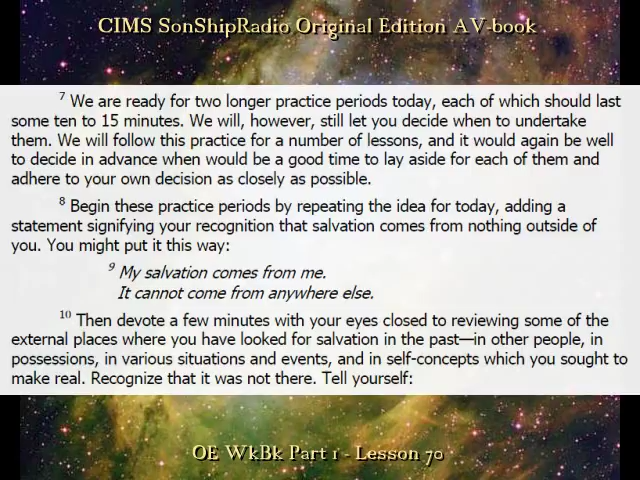 CIMS SonShipRadio Original Edition AV-book
7 We are ready for two longer practice periods today, each of which should last
some ten to 15 minutes. We will, however, still let you decide when to undertake
them. We will follow this practice for a number of lessons, and it would again be well
to decide in advance when would be a good time to lay aside for each of them and
adhere to your own decision as closely as possible.
8 Begin these practice periods by repeating the idea for today, adding a
statement signifying your recognition that salvation comes from nothing outside of
you. You might put it this way:
9 My salvation comes from me.
It cannot come from anywhere else.
10 Then devote a few minutes with your eyes closed to reviewing some of the
external places where you have looked for salvation in the past—in other people, in
possessions, in various situations and events, and in self-concepts which you sought to
make real. Recognize that it was not there. Tell yourself:
OE WkBk Part 1 - Lesson 70